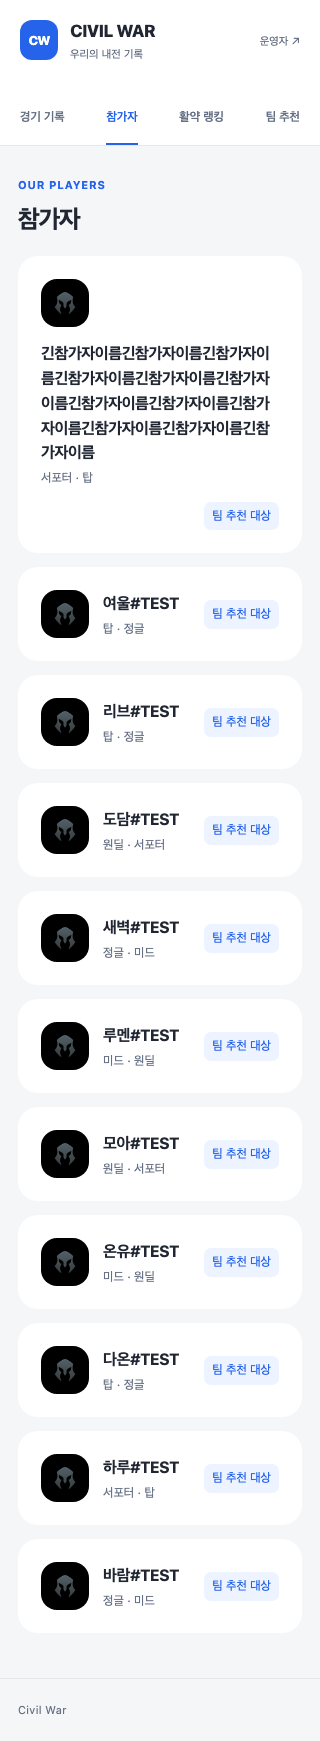 CW
CIVIL WAR
우리의 내전 기록
운영자 ↗
경기 기록
참가자
활약 랭킹
팀 추천
OUR PLAYERS
참가자
긴참가자이름긴참가자이름긴참가자이
름긴참가자이름긴참가자이름긴참가자
이름긴참가자이름긴참가자이름긴참가
자이름긴참가자이름긴참가자이름긴참
가자이름
서포터 · 탑
팀 추천 대상
여울#TEST
탑 · 정글
팀 추천 대상
리브#TEST
탑 · 정글
팀 추천 대상
도담#TEST
원딜 · 서포터
팀 추천 대상
새벽#TEST
정글 · 미드
팀 추천 대상
루멘#TEST
미드 · 원딜
팀 추천 대상
모아#TEST
원딜 · 서포터
팀 추천 대상
온유#TEST
미드 · 원딜
팀 추천 대상
다온#TEST
탑 · 정글
팀 추천 대상
하루#TEST
서포터 · 탑
팀 추천 대상
바람#TEST
정글 · 미드
팀 추천 대상
Civil War